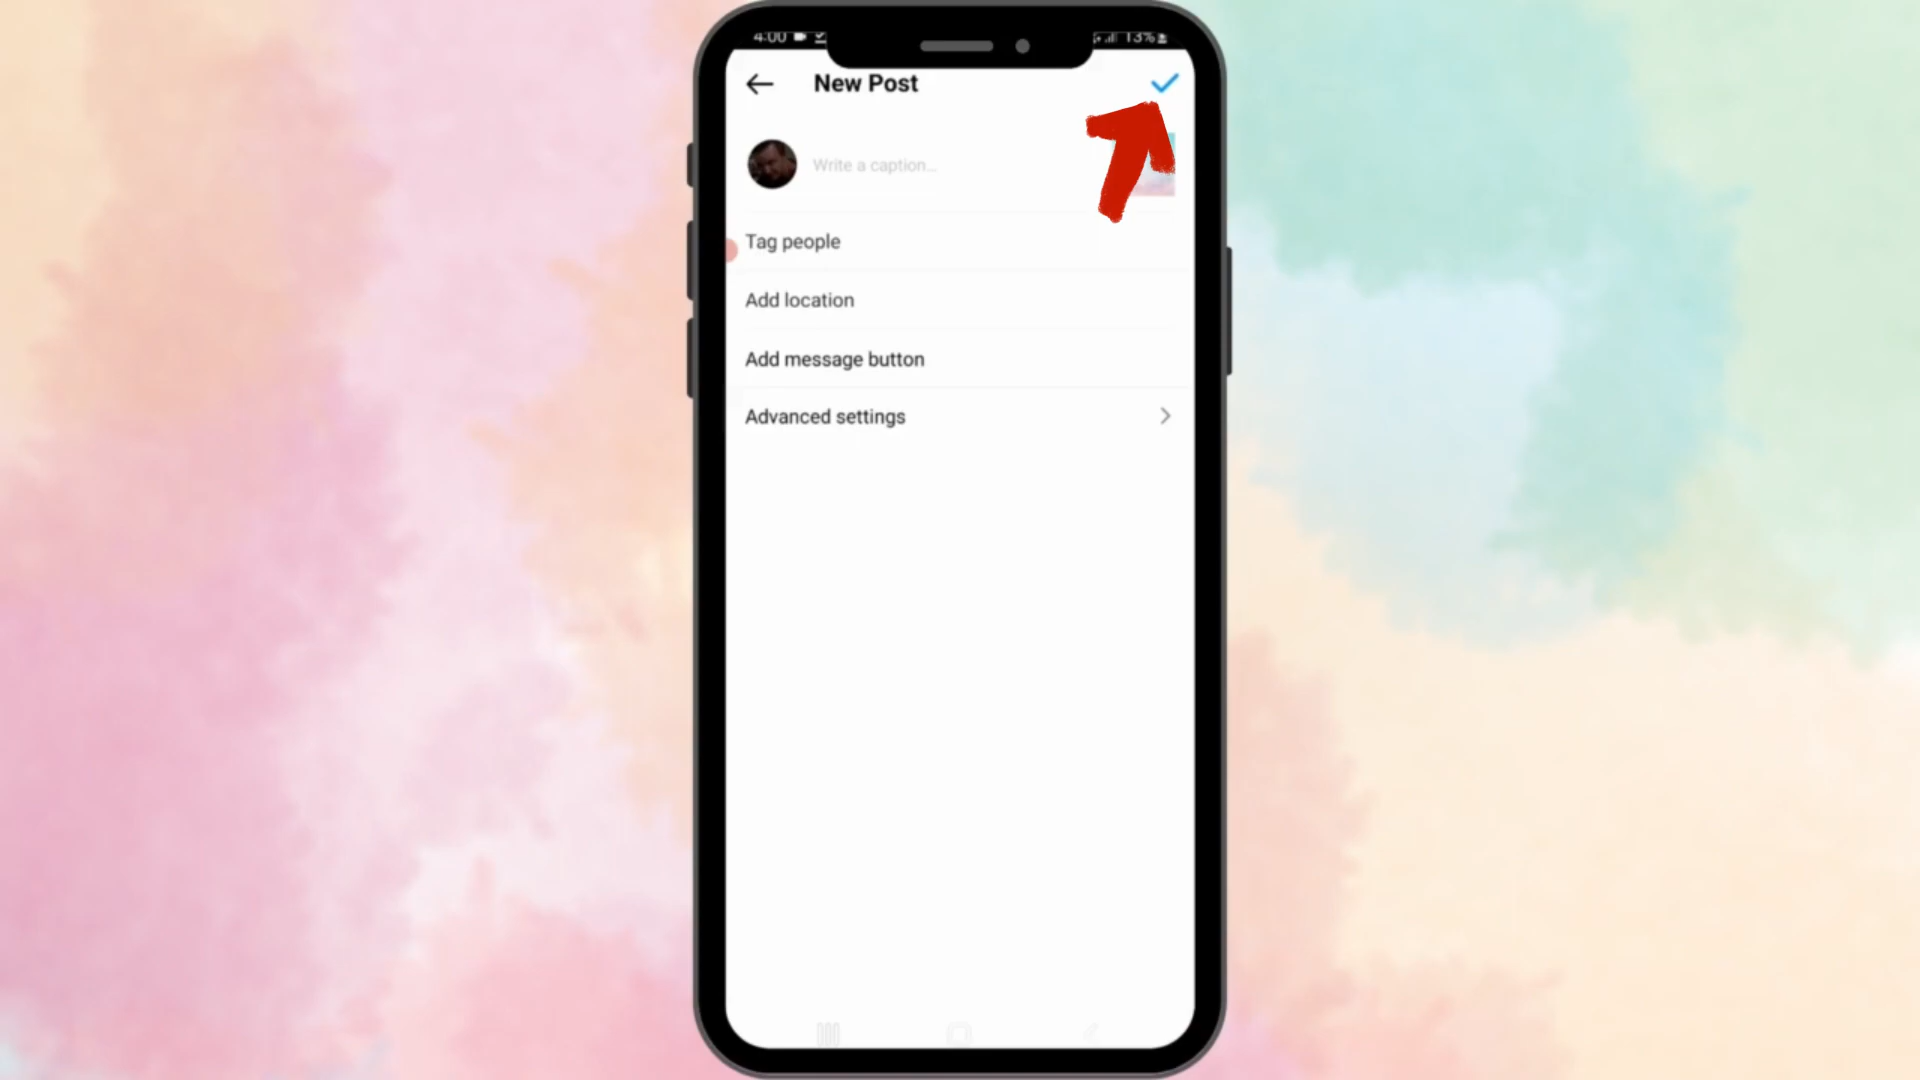 4:00 13%
New Post
Write a caption...
Tag people
Add location
Add message button
Advanced settings